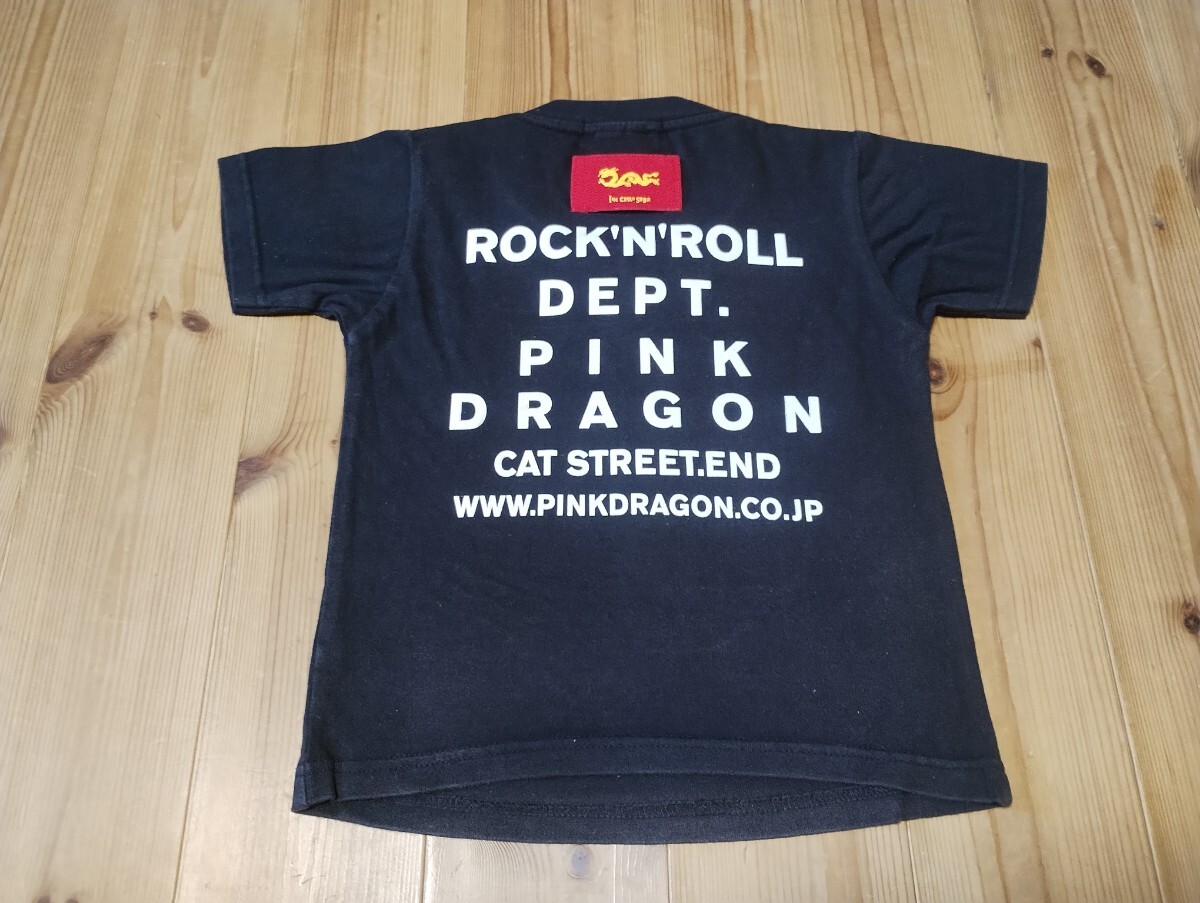 ROCK'N'ROLL
DEPT.
PINK
DRAGON
CAT STREET.END
WWW.PINKDRAGON.CO.JP